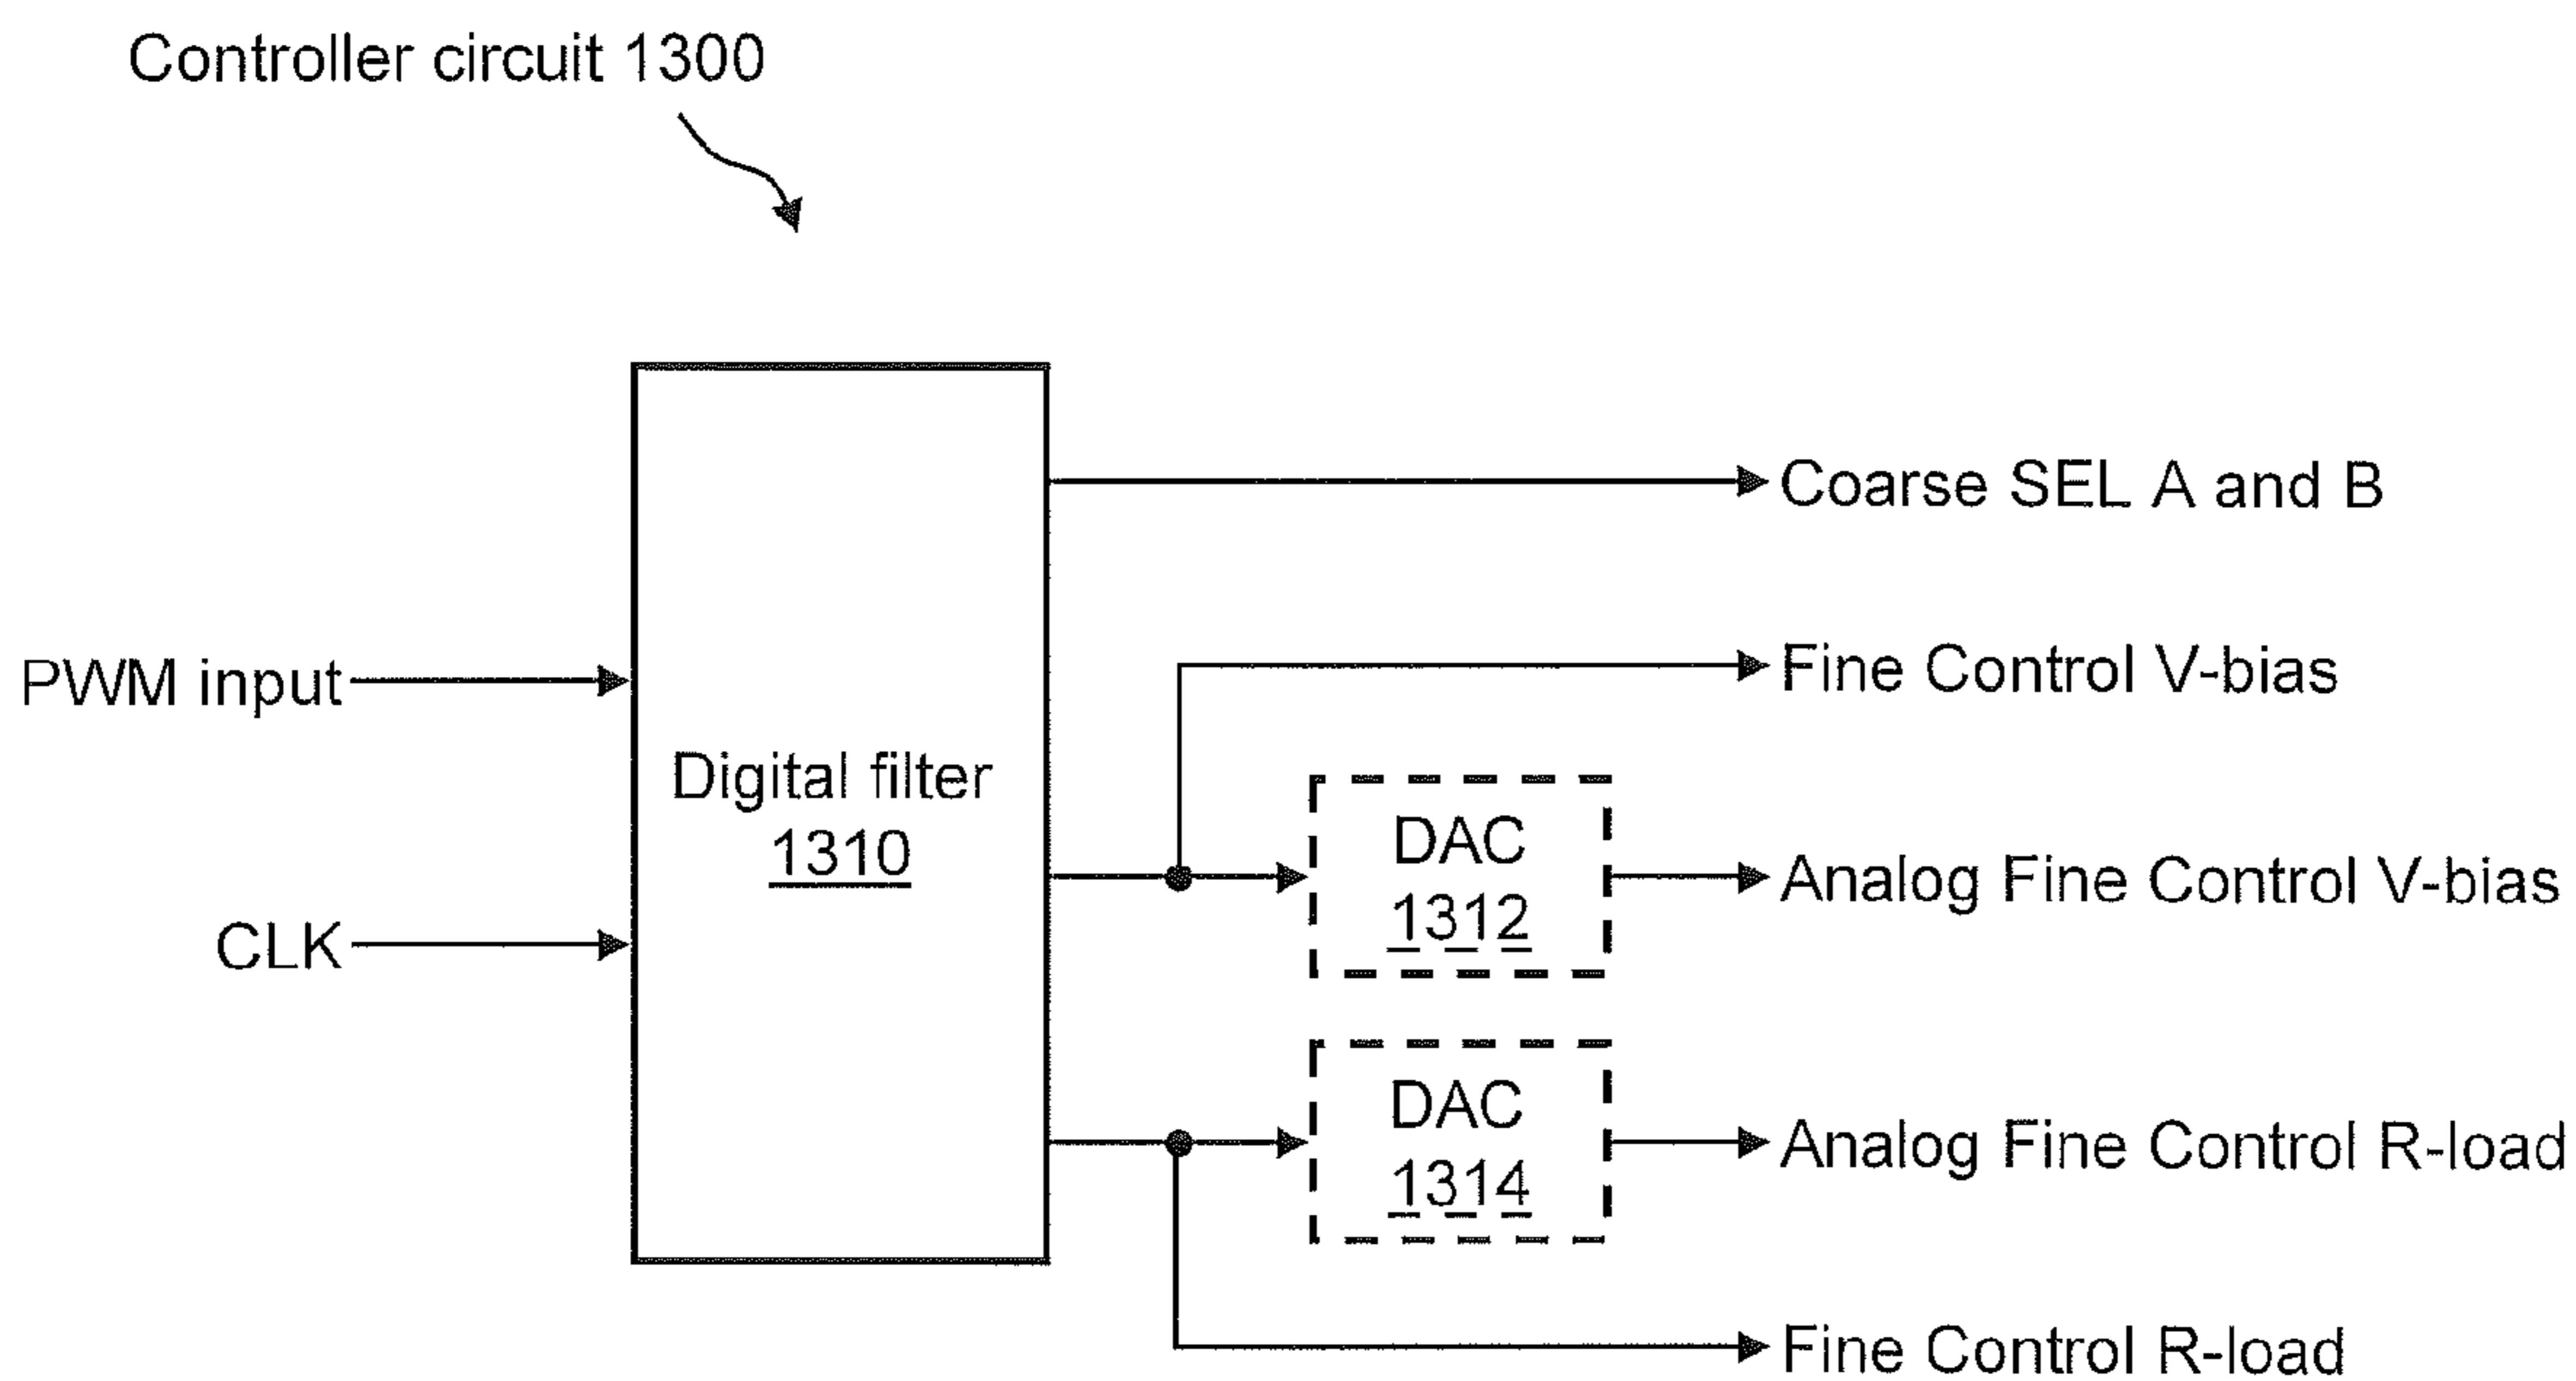 Controller circuit 1300
Coarse SEL A and B
PWM input
Fine Control V-bias
Digital filter
1310
CLK
DAC
1312
Analog Fine Control V-bias
DAC
1314
Analog Fine Control R-load
Fine Control R-load